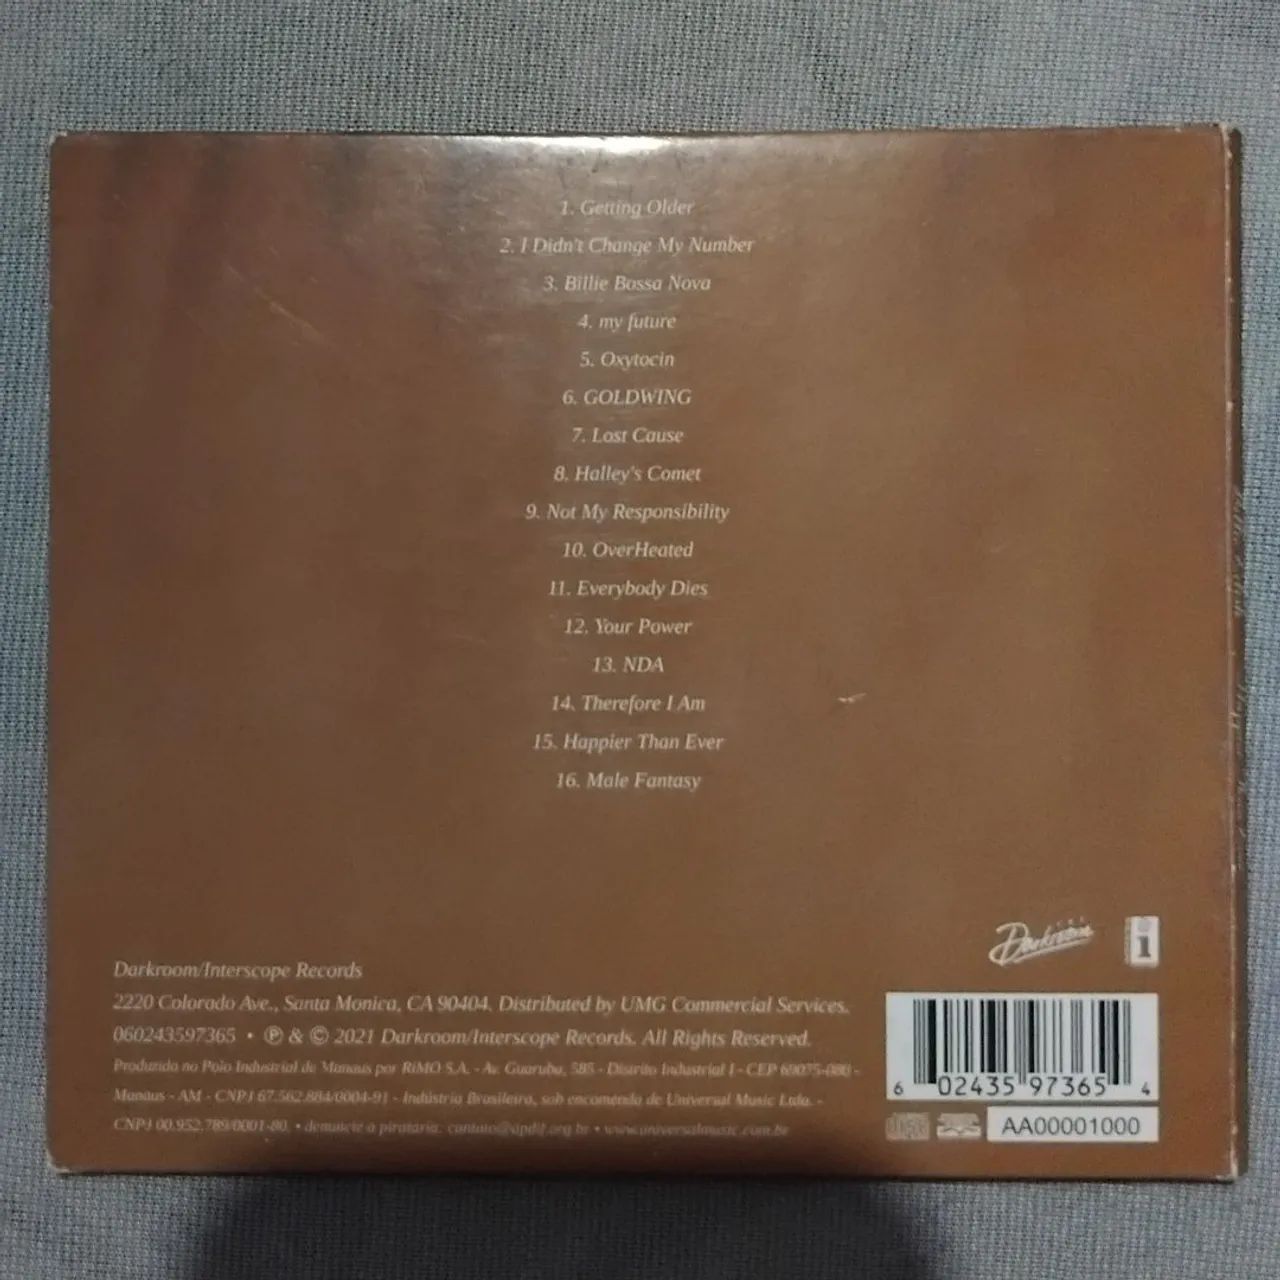 1. Getting Older
2. I Didn't Change My Number
3. Billie Bossa Nova
4. my future
5. Oxytocin
6. GOLDWING
7. Lost Cause
8. Halley's Comet
9. Not My Responsibility
10. OverHeated
11. Everybody Dies
12. Your Power
13. NDA
14. Therefore I Am
15. Happier Than Ever
16. Male Fantasy
Darkroom
i
Darkroom/Interscope Records
2220 Colorado Ave., Santa Monica, CA 90404. Distributed by UMG Commercial Services.
060243597365 • ℗ & © 2021 Darkroom/Interscope Records. All Rights Reserved.
Produzido no Polo Industrial de Manaus por RiMO S.A. - Av. Guaruba, 585 - Distrito Industrial I - CEP 69075-080 -
Manaus - AM - CNPJ 67.562.884/0004-91 - Indústria Brasileira, sob encomenda de Universal Music Ltda. -
CNPJ 00.952.789/0001-80. • denuncie a pirataria: contato@apdif.org.br • www.universalmusic.com.br
6 02435 97365 4
AA00001000